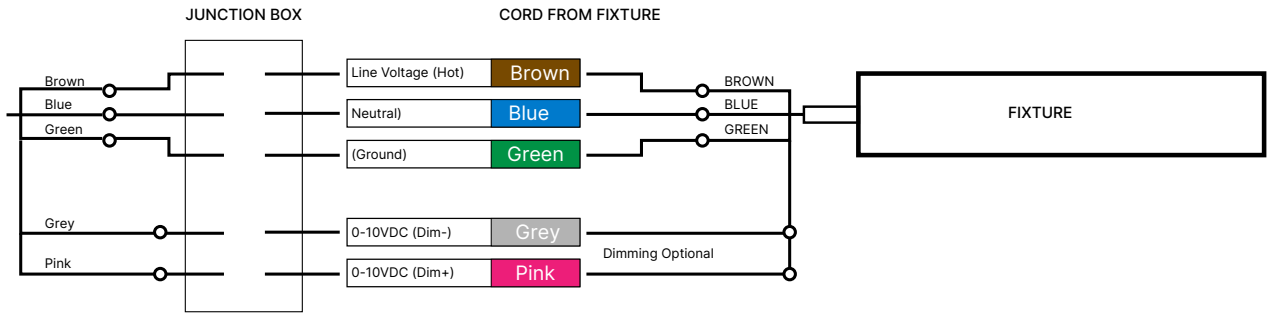 JUNCTION BOX
CORD FROM FIXTURE
Brown
Blue
Green
Grey
Pink
Line Voltage (Hot) Brown
Neutral) Blue
(Ground) Green
0-10VDC (Dim-) Grey
0-10VDC (Dim+) Pink
Dimming Optional
BROWN
BLUE
GREEN
FIXTURE